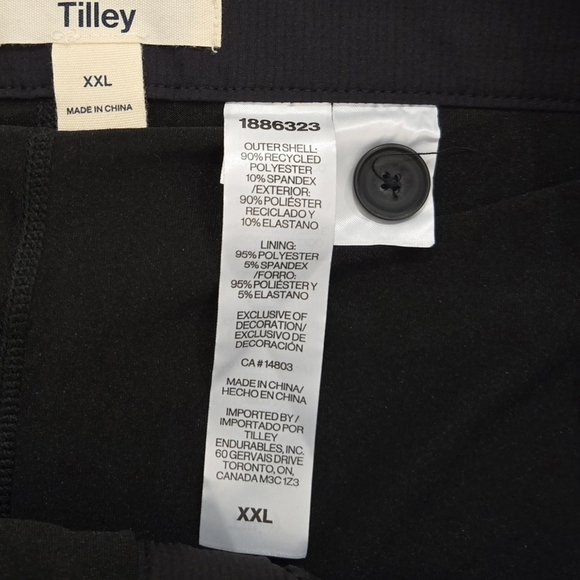 Tilley
XXL
MADE IN CHINA
1886323
OUTER SHELL:
90% RECYCLED
POLYESTER
10% SPANDEX
/EXTERIOR:
90% POLIÉSTER
RECICLADO Y
10% ELASTANO
LINING:
95% POLYESTER
5% SPANDEX
/FORRO:
95% POLIÉSTER Y
5% ELASTANO
EXCLUSIVE OF
DECORATION/
EXCLUSIVO DE
DECORACIÓN
CA # 14803
MADE IN CHINA/
HECHO EN CHINA
IMPORTED BY /
IMPORTADO POR
TILLEY
ENDURABLES, INC.
60 GERVAIS DRIVE
TORONTO, ON,
CANADA M3C 1Z3
XXL